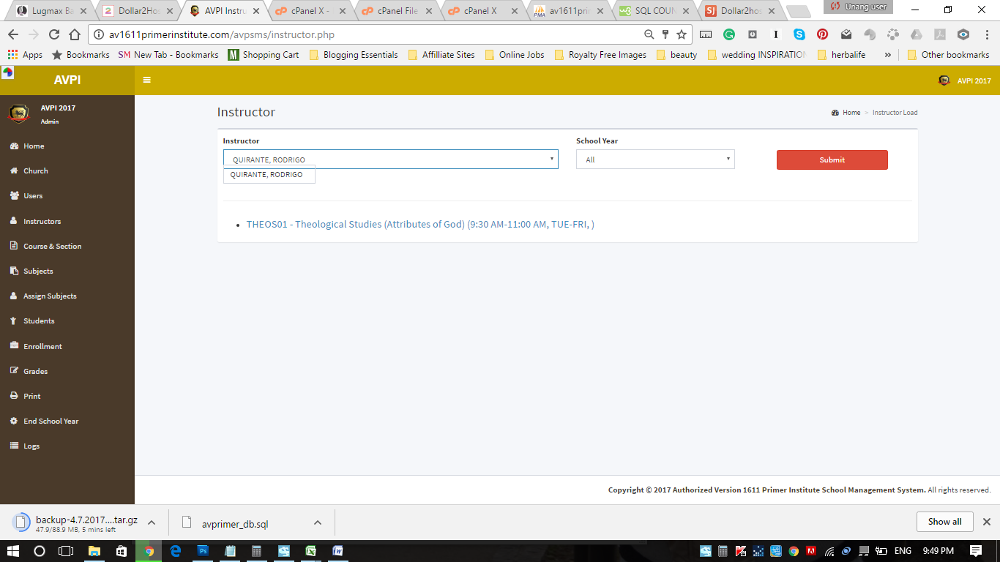 Lugmax Ba
Dollar2Hos
AVPI Instru
cPanel X -
cPanel File
cPanel X
av1611prin
SQL COUN
Dollar2hos
Unang user
av1611primerinstitute.com/avpsms/instructor.php
Apps
Bookmarks
SM New Tab - Bookmarks
M Shopping Cart
Blogging Essentials
Affilliate Sites
Online Jobs
Royalty Free Images
beauty
wedding INSPIRATION
herbalife
»
Other bookmarks
AVPI
AVPI 2017
AVPI 2017
Admin
Home
Church
Users
Instructors
Course & Section
Subjects
Assign Subjects
Students
Enrollment
Grades
Print
End School Year
Logs
Instructor
Home > Instructor Load
Instructor
School Year
QUIRANTE, RODRIGO
All
Submit
QUIRANTE, RODRIGO
THEOS01 - Theological Studies (Attributes of God) (9:30 AM-11:00 AM, TUE-FRI, )
Copyright © 2017 Authorized Version 1611 Primer Institute School Management System. All rights reserved.
backup-4.7.2017....tar.gz
47.9/88.9 MB, 5 mins left
avprimer_db.sql
Show all
ENG
9:49 PM